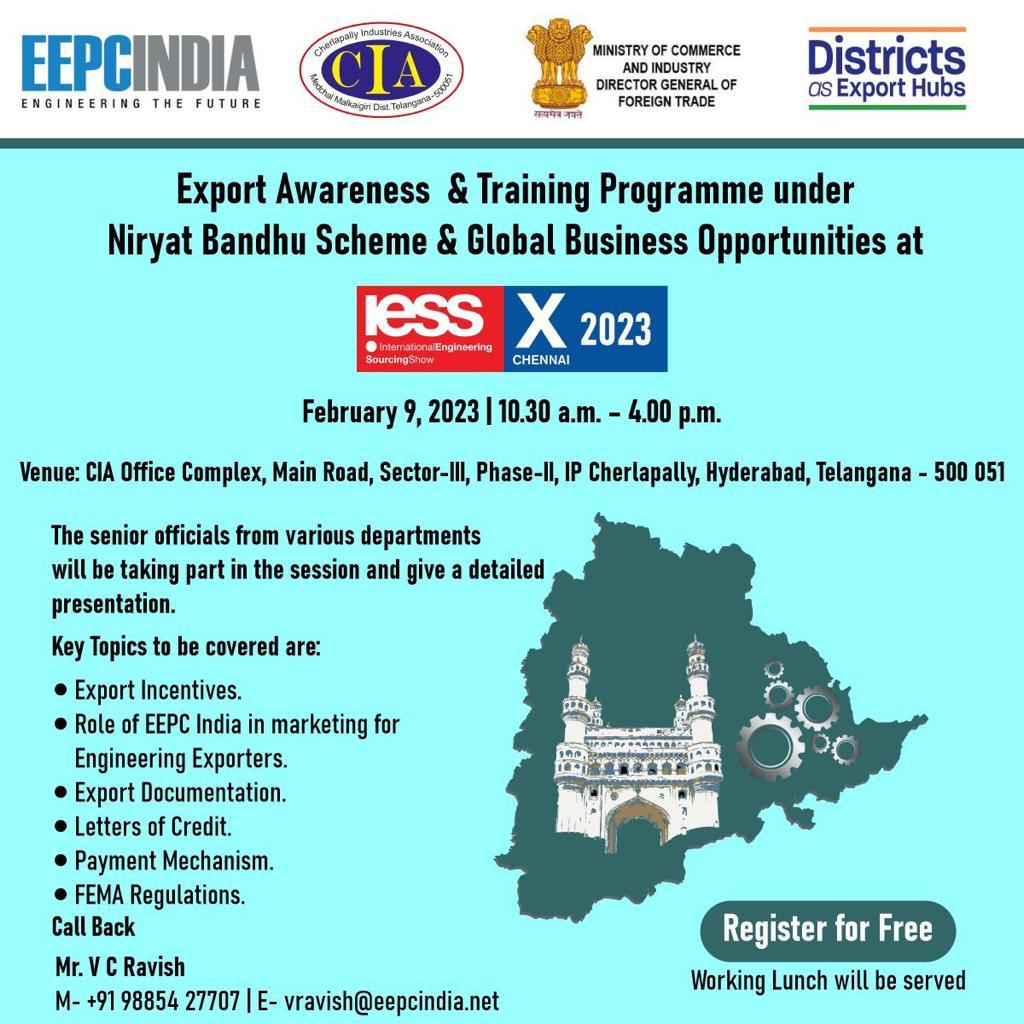 EEPCINDIA
ENGINEERING THE FUTURE
Cherlapally Industries Association
CIA
Medchal Malkajgiri Dist.Telangana-500051
सत्यमेव जयते
MINISTRY OF COMMERCE
AND INDUSTRY
DIRECTOR GENERAL OF
FOREIGN TRADE
Districts
as Export Hubs
Export Awareness & Training Programme under
Niryat Bandhu Scheme & Global Business Opportunities at
iess
InternationalEngineering
SourcingShow
X
CHENNAI
2023
February 9, 2023 | 10.30 a.m. – 4.00 p.m.
Venue: CIA Office Complex, Main Road, Sector-III, Phase-II, IP Cherlapally, Hyderabad, Telangana - 500 051
The senior officials from various departments
will be taking part in the session and give a detailed
presentation.
Key Topics to be covered are:
• Export Incentives.
• Role of EEPC India in marketing for
Engineering Exporters.
• Export Documentation.
• Letters of Credit.
• Payment Mechanism.
• FEMA Regulations.
Call Back
Mr. V C Ravish
M- +91 98854 27707 | E- vravish@eepcindia.net
Register for Free
Working Lunch will be served